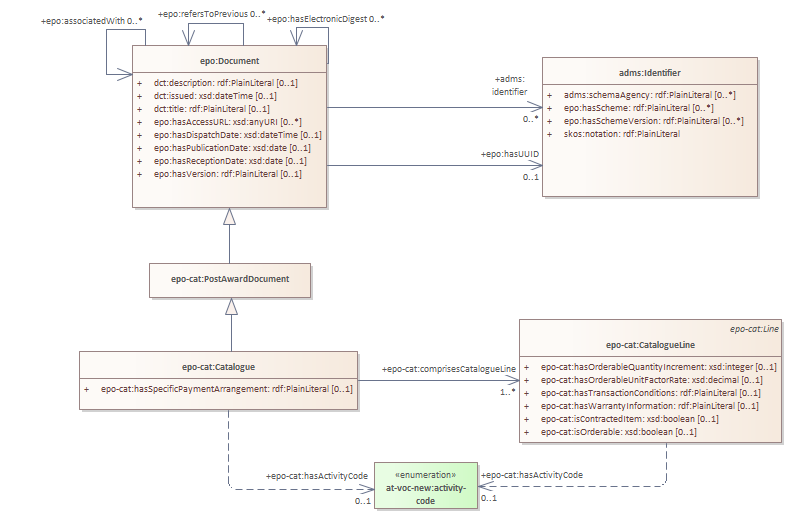 +epo:associatedWith 0..*
+epo:refersToPrevious 0..*
+epo:hasElectronicDigest 0..*
epo:Document
+ dct:description: rdf:PlainLiteral [0..1]
+ dct:issued: xsd:dateTime [0..1]
+ dct:title: rdf:PlainLiteral [0..1]
+ epo:hasAccessURL: xsd:anyURI [0..*]
+ epo:hasDispatchDate: xsd:dateTime [0..1]
+ epo:hasPublicationDate: xsd:date [0..1]
+ epo:hasReceptionDate: xsd:date [0..1]
+ epo:hasVersion: rdf:PlainLiteral [0..1]
+adms:
identifier
0..*
+epo:hasUUID
0..1
adms:Identifier
+ adms:schemaAgency: rdf:PlainLiteral [0..*]
+ epo:hasScheme: rdf:PlainLiteral [0..*]
+ epo:hasSchemeVersion: rdf:PlainLiteral [0..*]
+ skos:notation: rdf:PlainLiteral
epo-cat:PostAwardDocument
epo-cat:Catalogue
+ epo-cat:hasSpecificPaymentArrangement: rdf:PlainLiteral [0..1]
+epo-cat:comprisesCatalogueLine
1..*
epo-cat:Line
epo-cat:CatalogueLine
+ epo-cat:hasOrderableQuantityIncrement: xsd:integer [0..1]
+ epo-cat:hasOrderableUnitFactorRate: xsd:decimal [0..1]
+ epo-cat:hasTransactionConditions: rdf:PlainLiteral [0..1]
+ epo-cat:hasWarrantyInformation: rdf:PlainLiteral [0..1]
+ epo-cat:isContractedItem: xsd:boolean [0..1]
+ epo-cat:isOrderable: xsd:boolean [0..1]
+epo-cat:hasActivityCode
0..1
«enumeration»
at-voc-new:activity-
code
+epo-cat:hasActivityCode
0..1